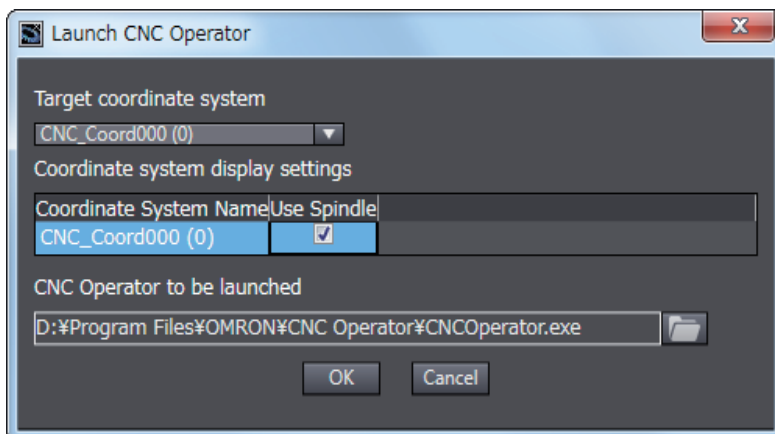 Launch CNC Operator
Target coordinate system
CNC_Coord000 (0)
Coordinate system display settings
Coordinate System Name Use Spindle
CNC_Coord000 (0)
CNC Operator to be launched
D:¥Program Files¥OMRON¥CNC Operator¥CNCOperator.exe
OK Cancel